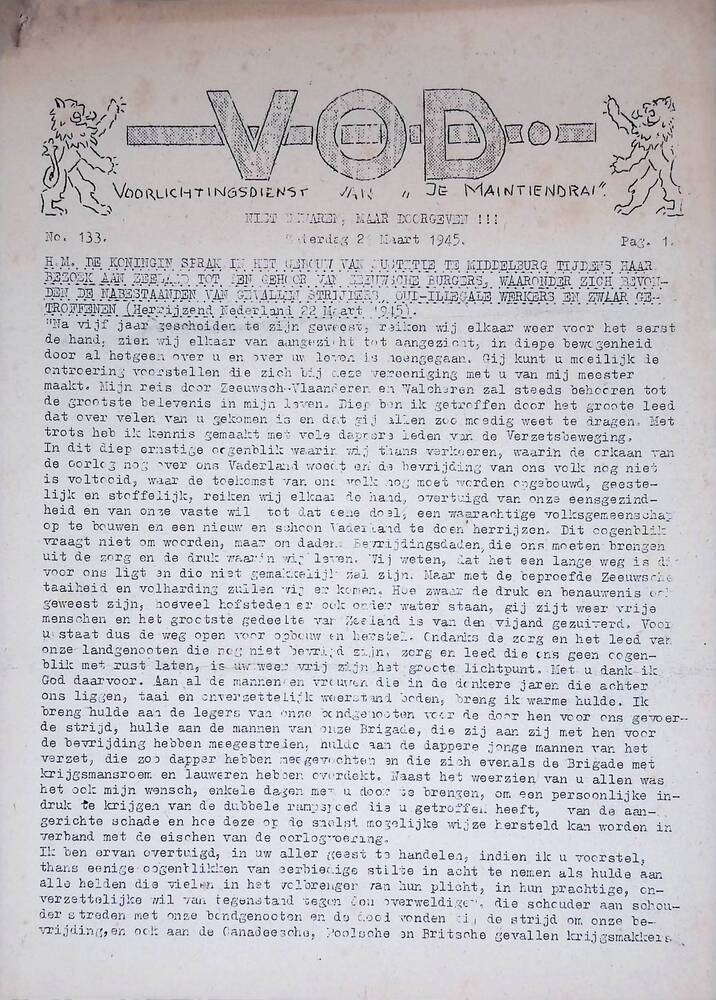 VOD
VOORLICHTINGSDIENST VAN „JE MAINTIENDRAI".
NIET BEWAREN, MAAR DOORGEVEN !!!
No. 133. Maart 1945. Pag. 1.
H.M. DE KONINGIN SPRAK IN HET GEBOUW VAN JUSTITIE TE MIDDELBURG TIJDENS HAAR
BEZOEK AAN ZEELAND TOT EEN GEHOOR VAN ZEEUWSCHE BURGERS, WAARONDER ZICH BEVON-
DEN DE NABESTAANDEN VAN GEVALLEN STRIJDERS, OUD-ILLEGALE WERKERS EN ZWAAR GE-
TROFFENEN (Herrijzend Nederland 22 Maart 1945).
"Na vijf jaar gescheiden te zijn geweest, reiken wij elkaar weer voor het eerst
de hand, zien wij elkaar van aangezicht tot aangezicht, in diepe bewogenheid
door al hetgeen over u en over uw leven is heengegaan. Gij kunt u moeilijk de
ontroering voorstellen die zich bij deze vereeniging met u van mij meester
maakt. Mijn reis door Zeeuwsch-Vlaanderen en Walcheren zal steeds behooren tot
de grootste belevenis in mijn leven. Diep ben ik getroffen door het groote leed
dat over velen van u gekomen is en dat gij allen zoo moedig weet te dragen. Met
trots heb ik kennis gemaakt met vele dappere leden van de Verzetsbeweging.
In dit diep ernstige oogenblik waarin wij thans verkeeren, waarin de orkaan van
de oorlog nog over ons Vaderland woedt en de bevrijding van ons volk nog niet
is voltooid, waar de toekomst van ons volk nog moet worden opgebouwd, geeste-
lijk en stoffelijk, reiken wij elkaar de hand, overtuigd van onze eensgezind-
heid en van onze vaste wil tot dat eene doel, een waarachtige volksgemeenschap
op te bouwen en een nieuw en schoon Vaderland te doen herrijzen. Dit oogenblik
vraagt niet om woorden, maar om daden. Bevrijdingsdaden, die ons moeten brengen
uit de zorg en de druk waarin wij leven. Wij weten, dat het een lange weg is die
voor ons ligt en die niet gemakkelijk zal zijn. Maar met de beproefde Zeeuwsche
taaiheid en volharding zullen wij er komen. Hoe zwaar de druk en benauwenis ook
geweest zijn, hoeveel hofsteden er ook onder water staan, gij zijt weer vrije
menschen en het grootste gedeelte van Zeeland is van den vijand gezuiverd. Voor
u staat dus de weg open voor opbouw en herstel. Ondanks de zorg en het leed van
onze landgenooten die nog niet bevrijd zijn, zorg en leed die ons geen oogen-
blik met rust laten, is uw weer vrij zijn het groote lichtpunt. Met u dank ik
God daarvoor. Aan al de mannen en vrouwen die in de donkere jaren die achter
ons liggen, taai en onverzettelijk weerstand boden, breng ik warme hulde. Ik
breng hulde aan de legers van onze bondgenooten voor de door hen voor ons gevoer-
de strijd, hulde aan de mannen van onze Brigade, die zij aan zij met hen voor
de bevrijding hebben meegestreden, hulde aan de dappere jonge mannen van het
verzet, die zoo dapper hebben meegevochten en die zich evenals de Brigade met
krijgsmansroem en lauweren hebben overdekt. Naast het weerzien van u allen was
het ook mijn wensch, enkele dagen met u door te brengen, om een persoonlijke in-
druk te krijgen van de dubbele rampspoed die u getroffen heeft, van de aan-
gerichte schade en hoe deze op de snelst mogelijke wijze hersteld kan worden in
verband met de eischen van de oorlogvoering.
Ik ben ervan overtuigd, in uw aller geest te handelen, indien ik u voorstel,
thans eenige oogenblikken van eerbiedige stilte in acht te nemen als hulde aan
alle helden die vielen in het volbrengen van hun plicht, in hun prachtige, on-
verzettelijke wil van tegenstand tegen den overweldiger, die schouder aan schou-
der streden met onze bondgenooten en de dood vonden bij de strijd om onze be-
vrijding, en ook aan de Canadeesche, Poolsche en Britsche gevallen krijgsmakkers.